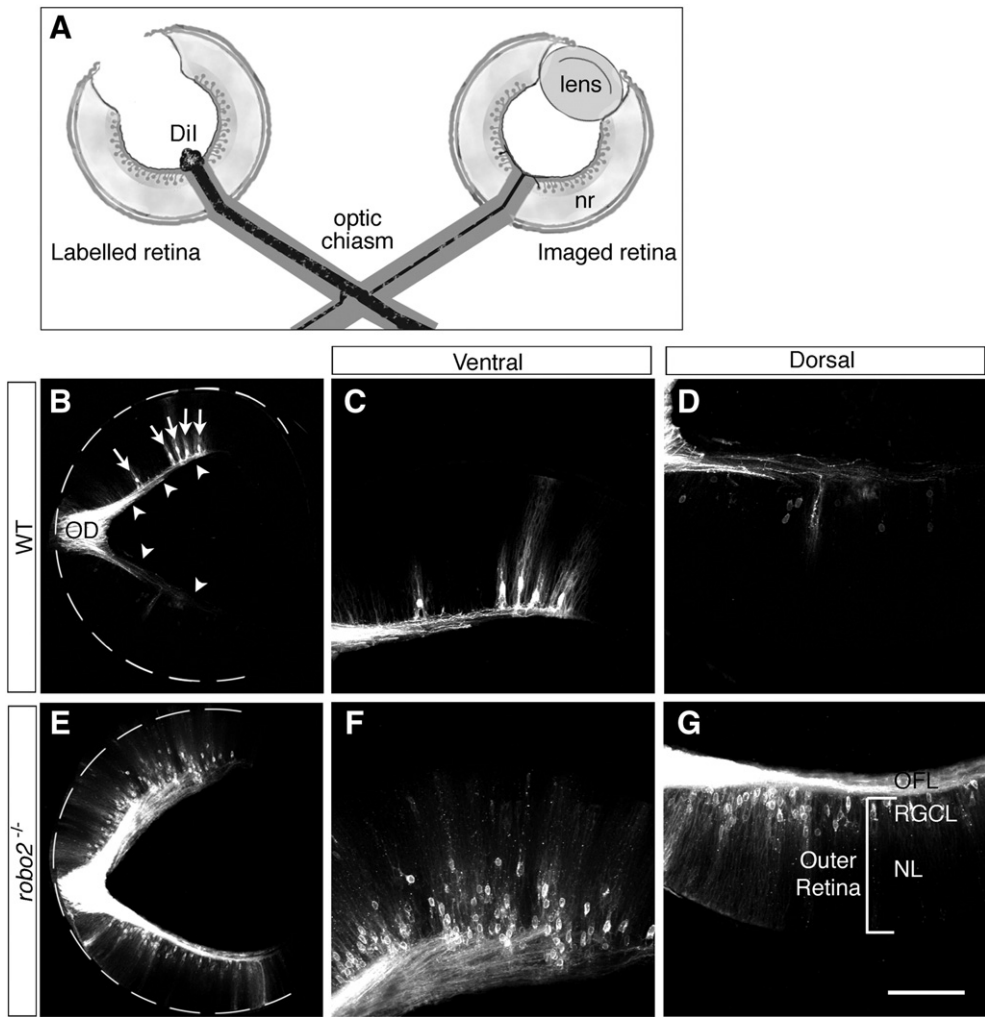 A
DiI
lens
nr
optic
chiasm
Labelled retina
Imaged retina
Ventral
Dorsal
WT
B
OD
C
D
robo2-/-
E
F
G
OFL
RGCL
Outer
Retina
NL